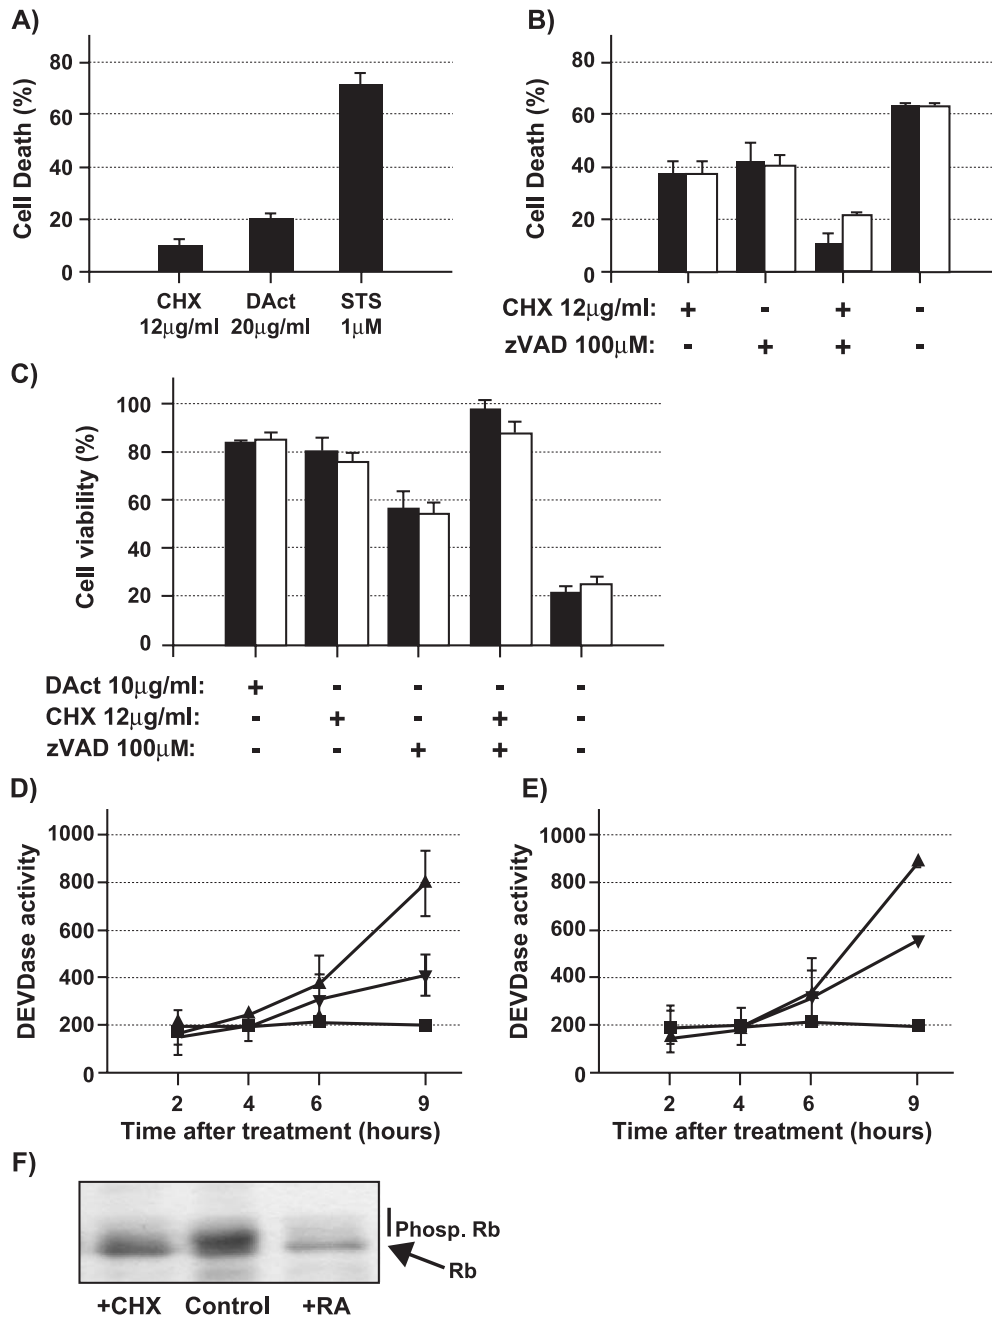 A)
Cell Death (%)
80
60
40
20
0
CHX
12µg/ml
DAct
20µg/ml
STS
1µM
B)
Cell Death (%)
80
60
40
20
0
CHX 12µg/ml: + - + -
zVAD 100µM: - + + -
C)
Cell viability (%)
100
80
60
40
20
0
DAct 10µg/ml: + - - - -
CHX 12µg/ml: - + - + -
zVAD 100µM: - - + + -
D)
DEVDase activity
1000
800
600
400
200
0
2 4 6 9
Time after treatment (hours)
E)
DEVDase activity
1000
800
600
400
200
0
2 4 6 9
Time after treatment (hours)
F)
Phosp. Rb
Rb
+CHX Control +RA